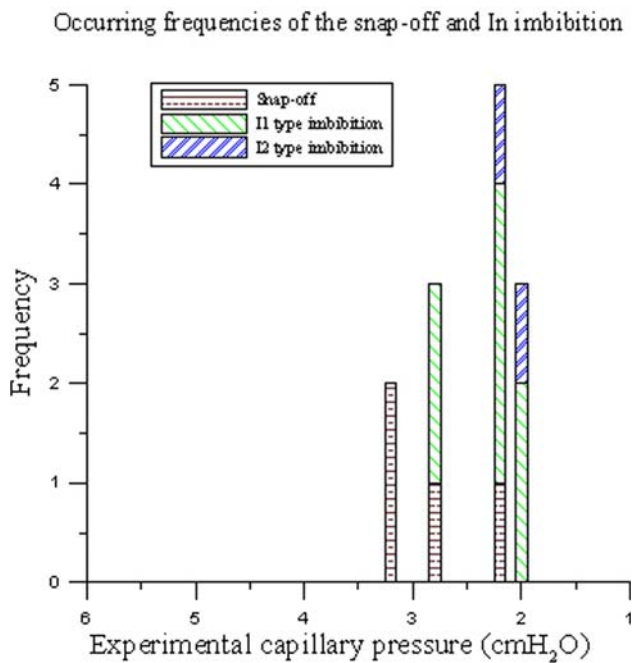 Occurring frequencies of the snap-off and In imbibition
Snap-off
I1 type imbibition
I2 type imbibition
Frequency
5
4
3
2
1
0
6
5
4
3
2
1
Experimental capillary pressure (cmH₂O)